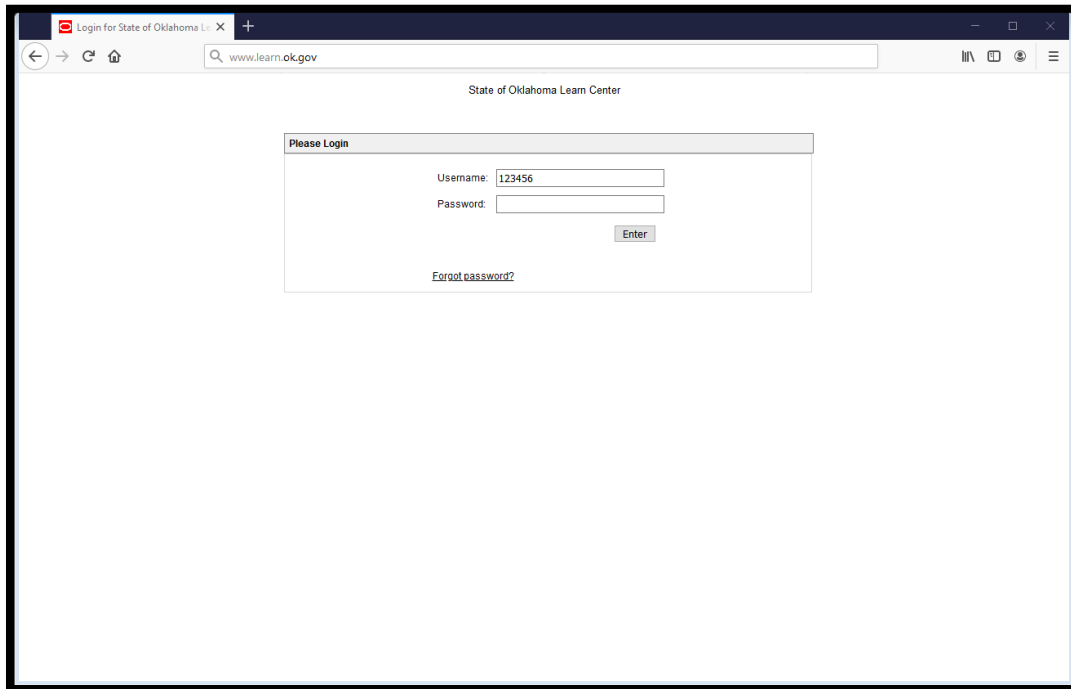 Login for State of Oklahoma Le
www.learn.ok.gov
State of Oklahoma Learn Center
Please Login
Username: 123456
Password:
Enter
Forgot password?